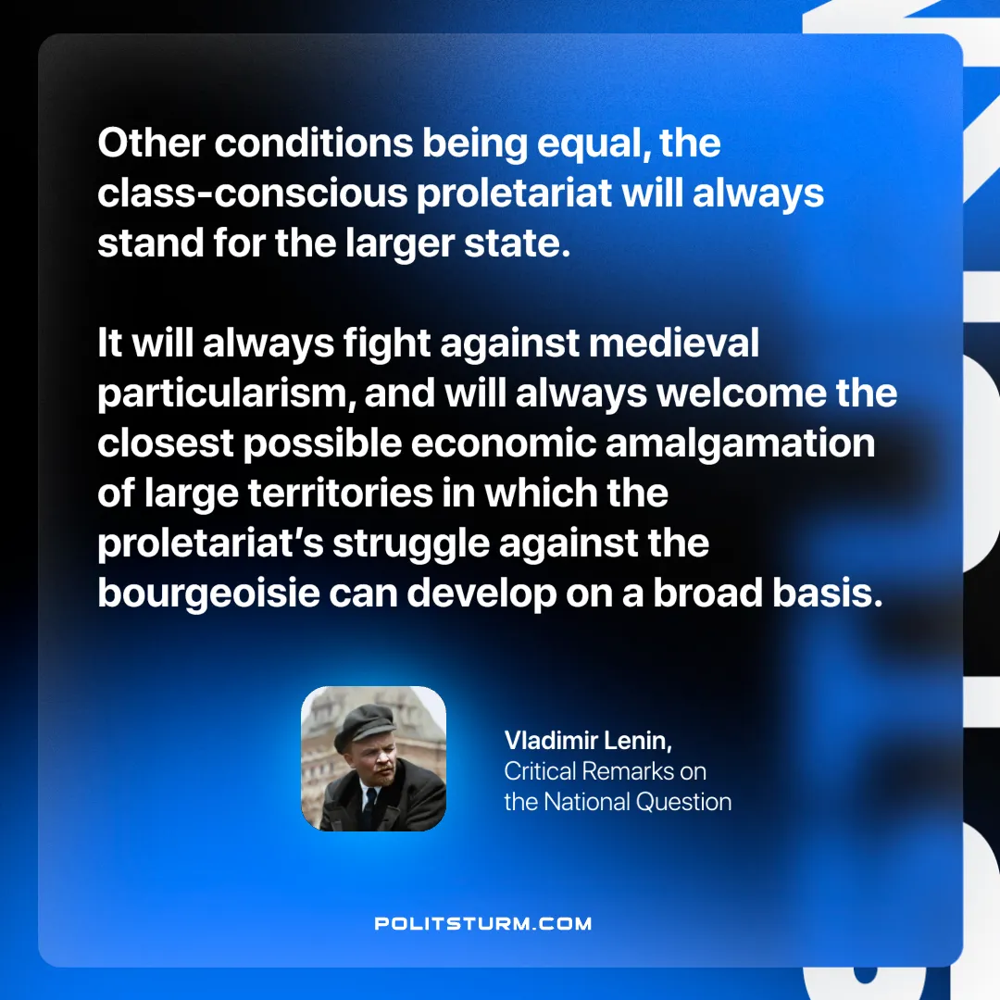 Other conditions being equal, the
class-conscious proletariat will always
stand for the larger state.
It will always fight against medieval
particularism, and will always welcome the
closest possible economic amalgamation
of large territories in which the
proletariat’s struggle against the
bourgeoisie can develop on a broad basis.
Vladimir Lenin,
Critical Remarks on
the National Question
POLITSTURM.COM